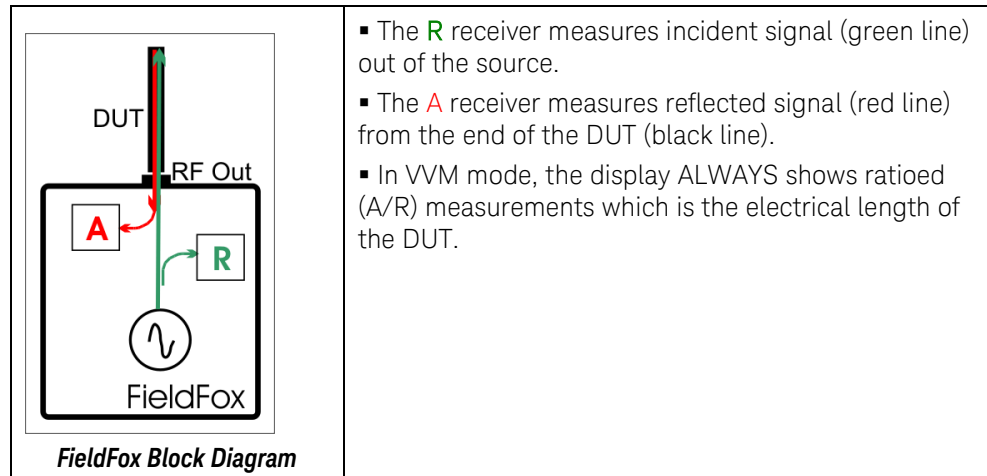 DUT
RF Out
A
R
FieldFox
FieldFox Block Diagram
▪ The R receiver measures incident signal (green line)
out of the source.
▪ The A receiver measures reflected signal (red line)
from the end of the DUT (black line).
▪ In VVM mode, the display ALWAYS shows ratioed
(A/R) measurements which is the electrical length of
the DUT.